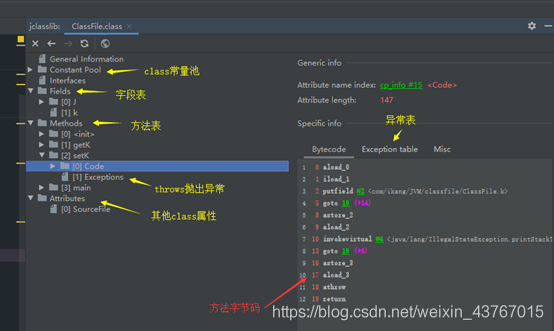 jclasslib: ClassFile.class
General Information
Constant Pool
class常量池
Interfaces
Fields
字段表
[0] J
[1] k
Methods
方法表
[0] <init>
[1] getK
[2] setK
[0] Code
[1] Exceptions
throws抛出异常
[3] main
Attributes
[0] SourceFile
其他class属性
Generic info
Attribute name index: cp_info #15 <Code>
Attribute length: 147
Specific info
异常表
Bytecode Exception table Misc
1 0 aload_0
2 1 iload_1
3 2 putfield #2 <com/ikang/JVM/classfile/ClassFile.k>
4 5 goto 19 (+14)
5 8 astore_2
6 9 aload_2
7 10 invokevirtual #4 <java/lang/IllegalStateException.printStackT
8 13 goto 19 (+6)
9 16 astore_3
10 17 aload_3
11 18 athrow
12 19 return
方法字节码
https://blog.csdn.net/weixin_43767015